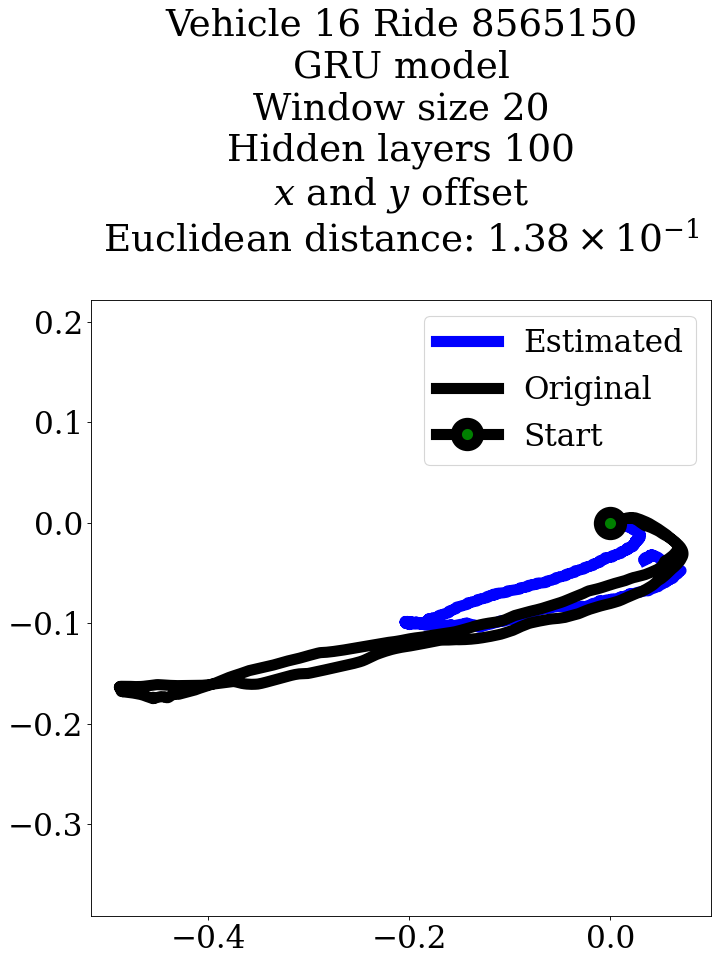 Vehicle 16 Ride 8565150
GRU model
Window size 20
Hidden layers 100
x and y offset
Euclidean distance: 1.38 × 10⁻¹
0.2
0.1
0.0
−0.1
−0.2
−0.3
Estimated
Original
Start
−0.4
−0.2
0.0